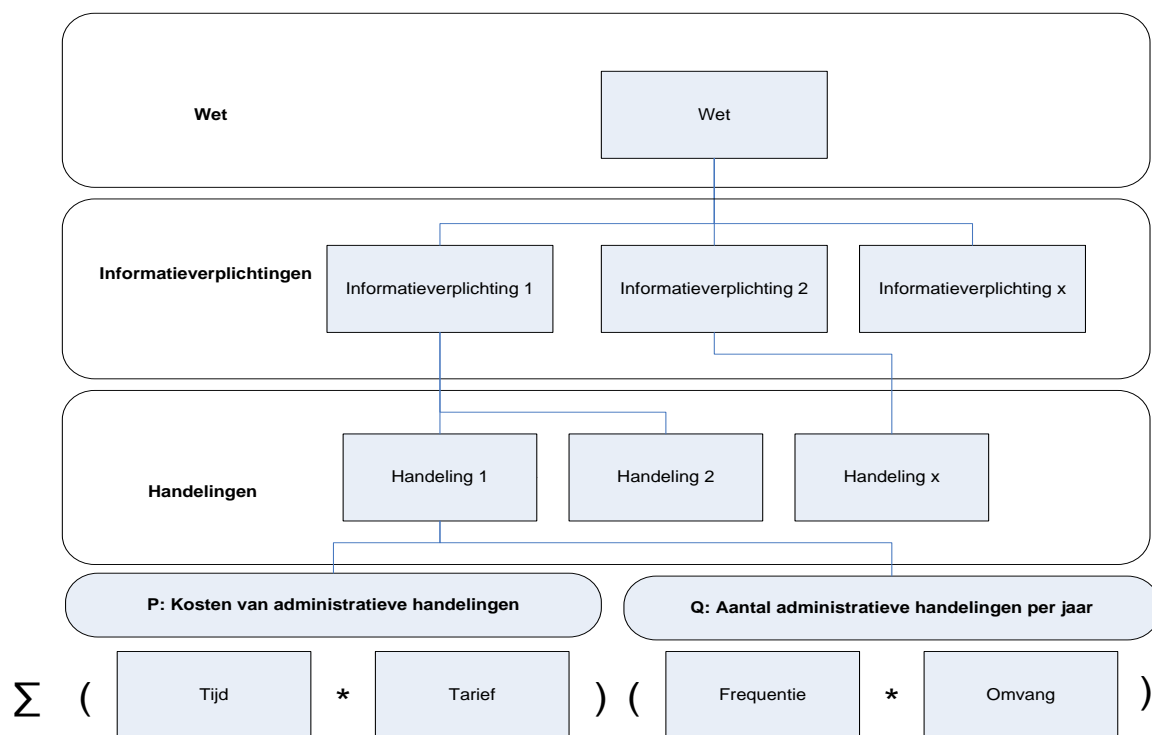 Wet
Wet
Informatieverplichtingen
Informatieverplichting 1
Informatieverplichting 2
Informatieverplichting x
Handelingen
Handeling 1
Handeling 2
Handeling x
P: Kosten van administratieve handelingen
Q: Aantal administratieve handelingen per jaar
∑ ( Tijd * Tarief ) ( Frequentie * Omvang )